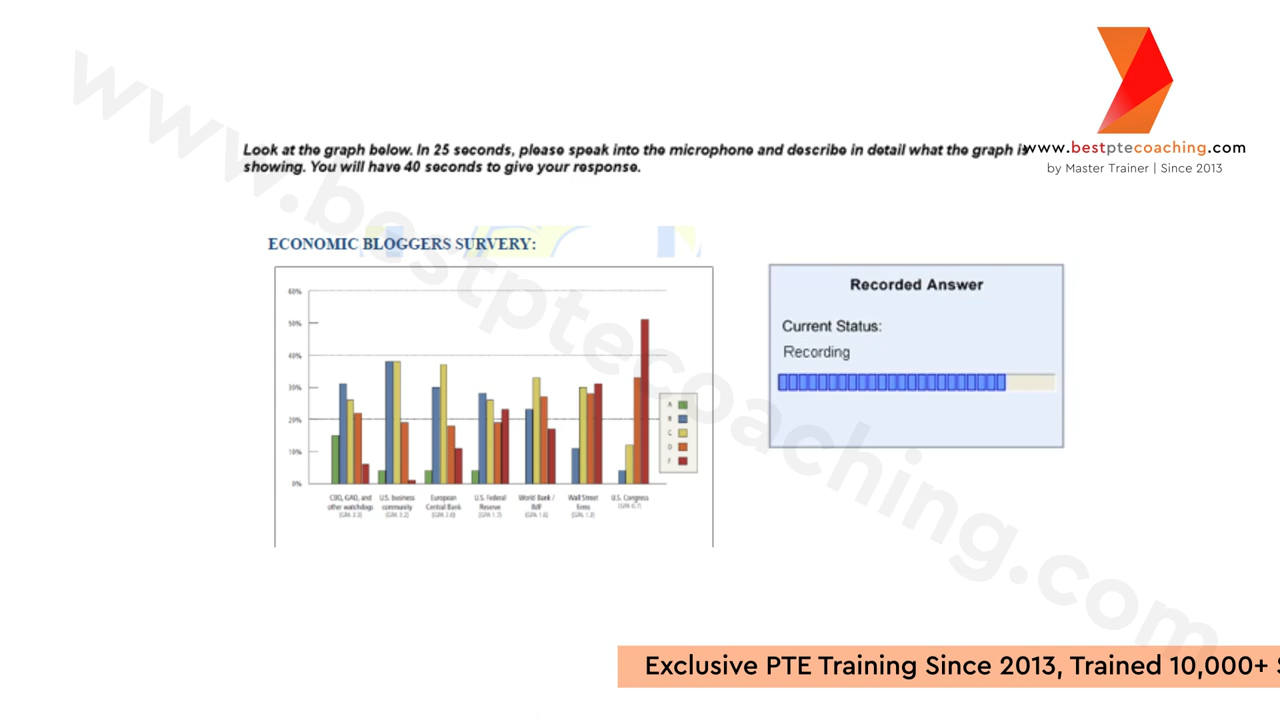 www.bestptecoaching.com
Look at the graph below. In 25 seconds, please speak into the microphone and describe in detail what the graph is
showing. You will have 40 seconds to give your response.
www.bestptecoaching.com
by Master Trainer | Since 2013
ECONOMIC BLOGGERS SURVERY:
60%
50%
40%
30%
20%
10%
0%
A
B
C
D
F
CBO, GAO, and
other watchdogs
U.S. business
community
European
Central Bank
U.S. Federal
Reserve
World Bank /
IMF
Wall Street
firms
U.S. Congress
Recorded Answer
Current Status:
Recording
Exclusive PTE Training Since 2013, Trained 10,000+